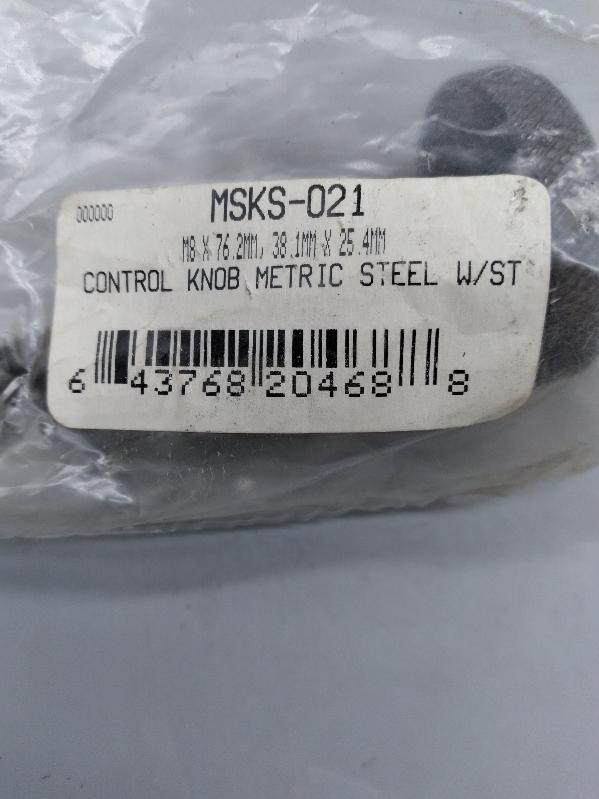 MSKS-021
000000
M8 X 76.2MM, 38.1MM X 25.4MM
CONTROL KNOB METRIC STEEL W/ST
6 43768 20468 8